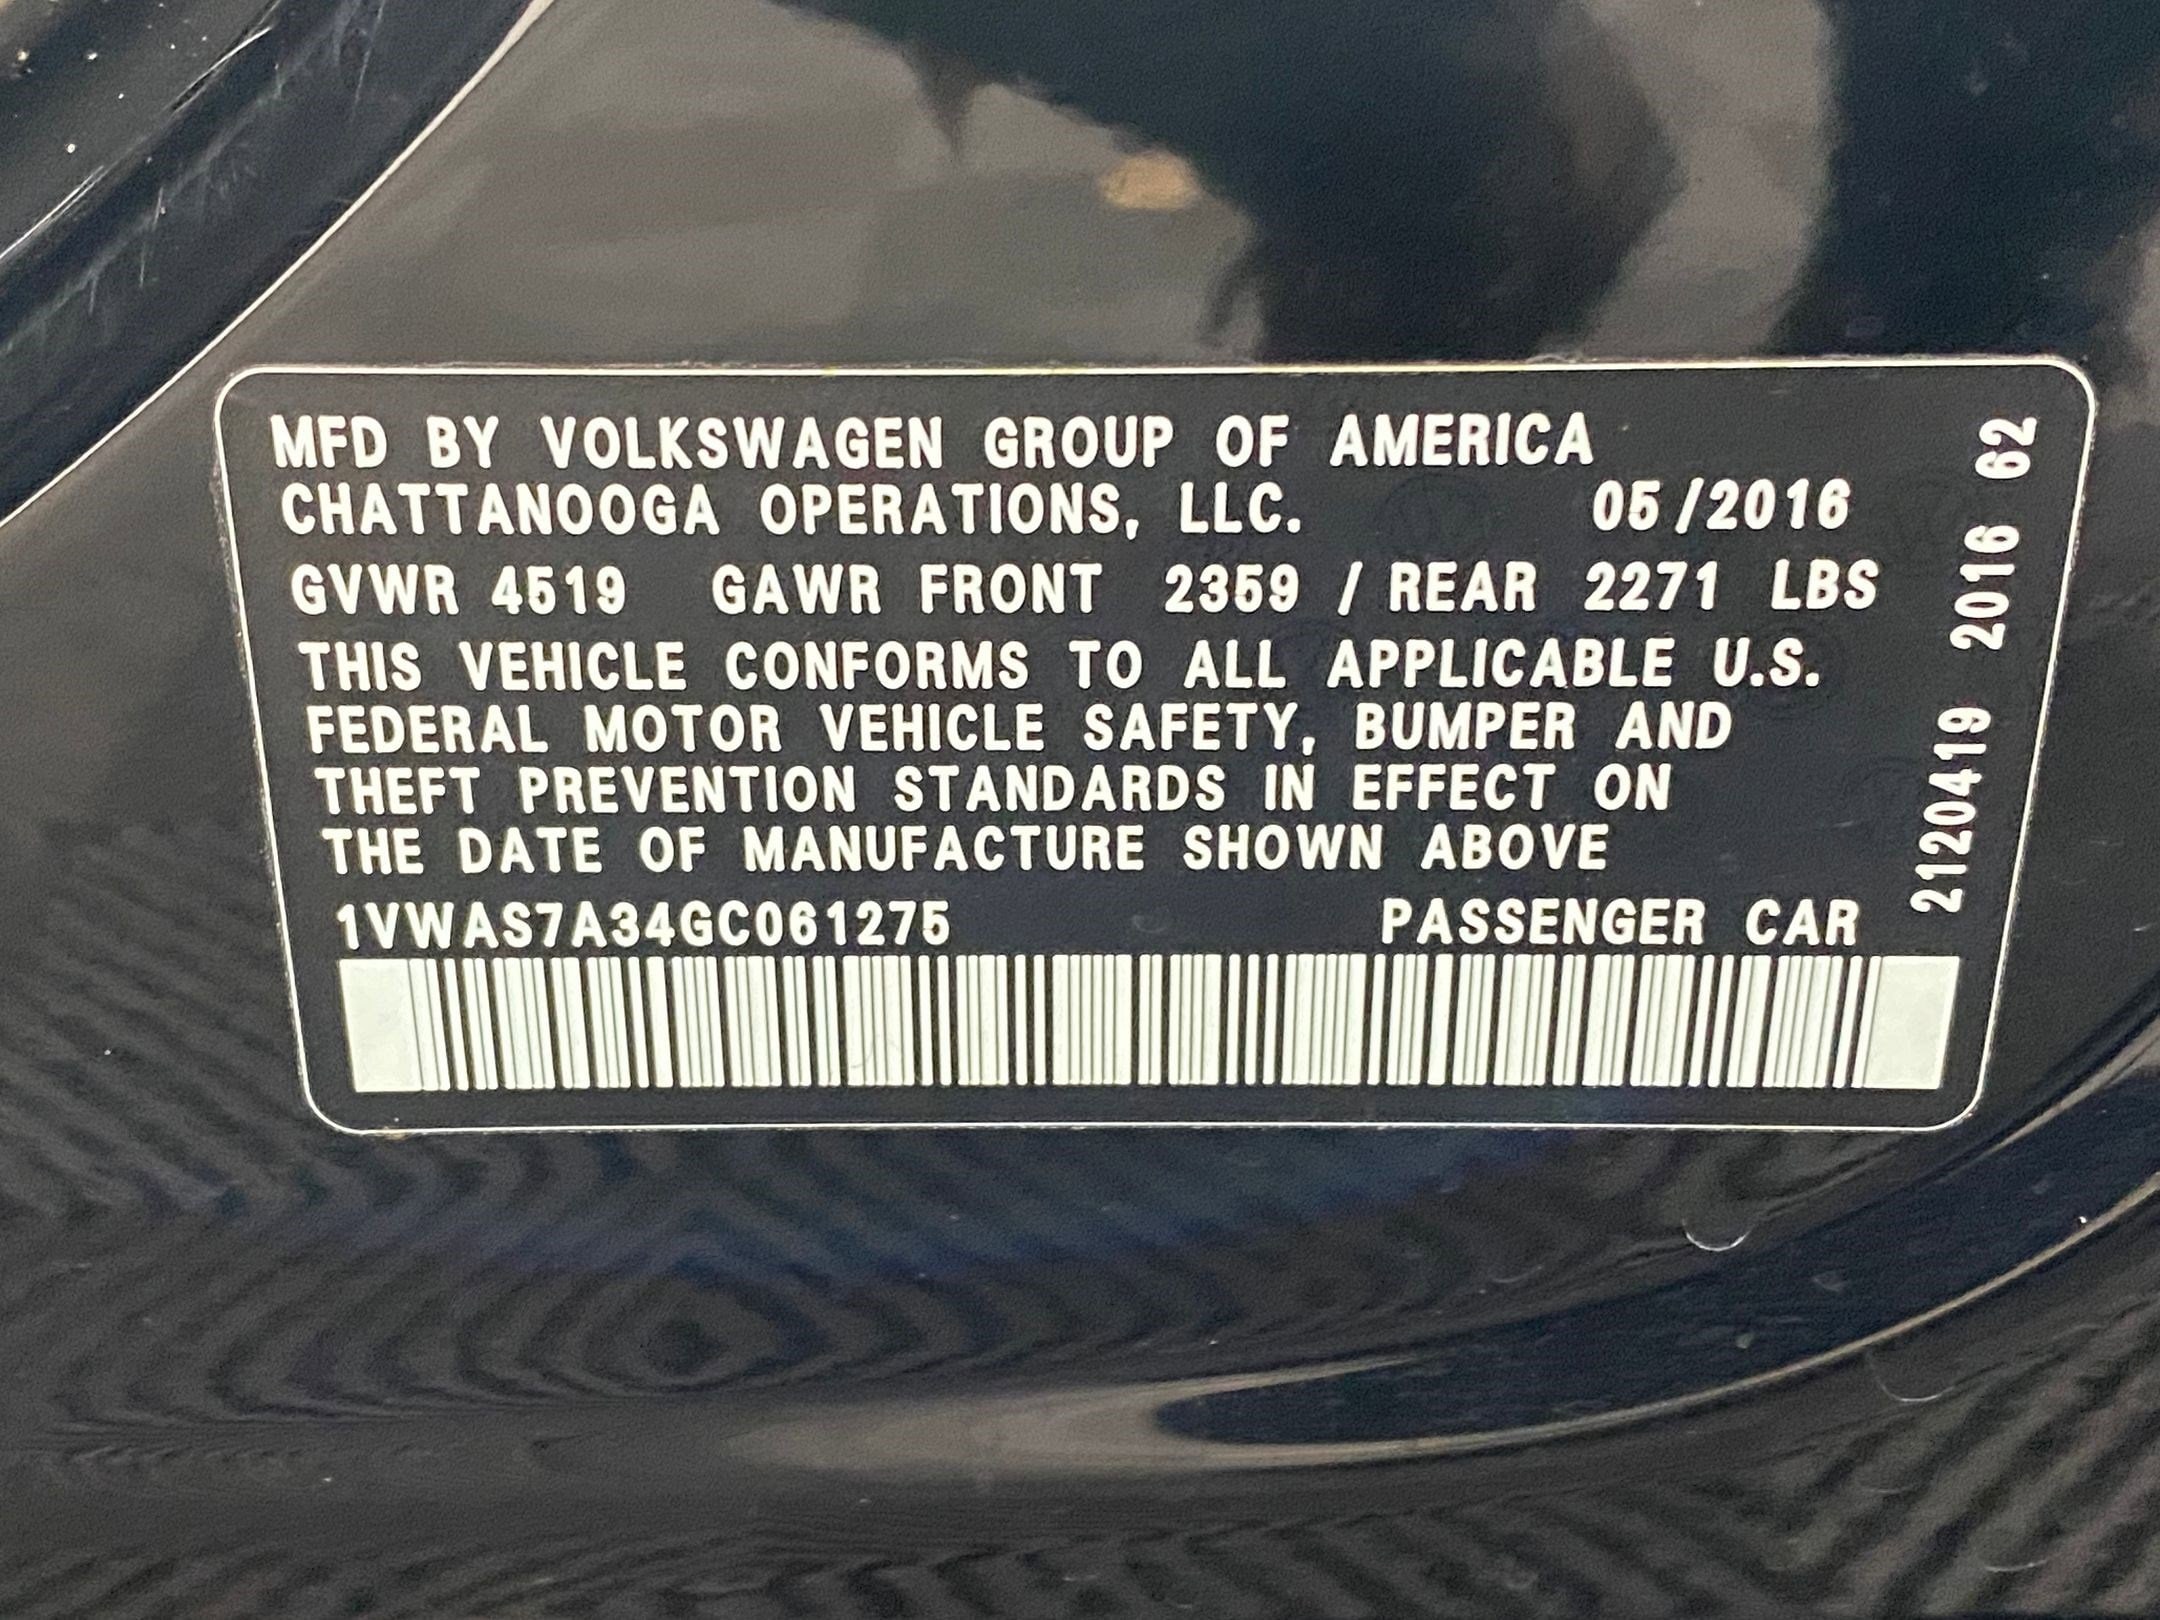 MFD BY VOLKSWAGEN GROUP OF AMERICA
CHATTANOOGA OPERATIONS, LLC. 05/2016
GVWR 4519 GAWR FRONT 2359 / REAR 2271 LBS
THIS VEHICLE CONFORMS TO ALL APPLICABLE U.S.
FEDERAL MOTOR VEHICLE SAFETY, BUMPER AND
THEFT PREVENTION STANDARDS IN EFFECT ON
THE DATE OF MANUFACTURE SHOWN ABOVE
1VWAS7A34GC061275 PASSENGER CAR
2120419 2016 62